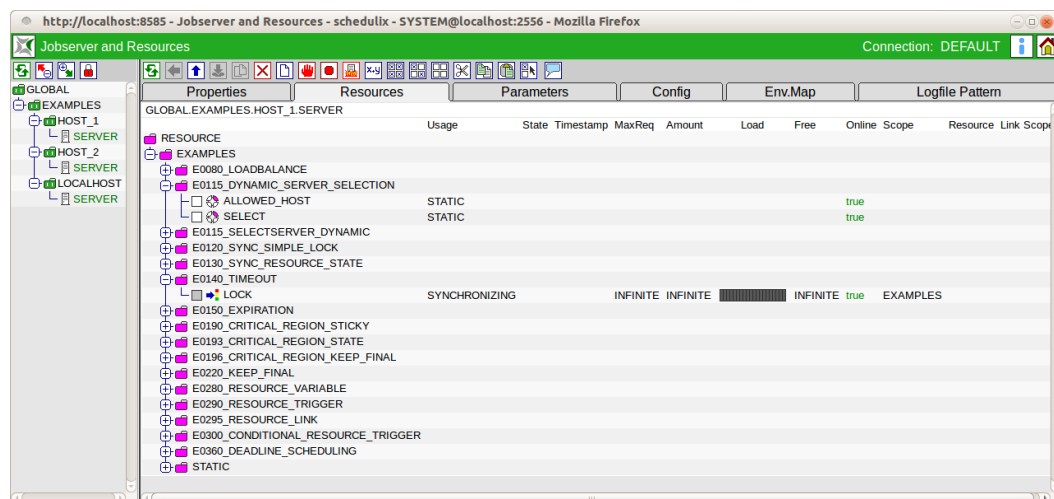 http://localhost:8585 - Jobserver and Resources - schedulix - SYSTEM@localhost:2556 - Mozilla Firefox
Jobserver and Resources Connection: DEFAULT
GLOBAL
EXAMPLES
HOST_1
SERVER
HOST_2
SERVER
LOCALHOST
SERVER
Properties Resources Parameters Config Env.Map Logfile Pattern
GLOBAL.EXAMPLES.HOST_1.SERVER
Usage State Timestamp MaxReq Amount Load Free Online Scope Resource Link Scope
RESOURCE
EXAMPLES
E0080_LOADBALANCE
E0115_DYNAMIC_SERVER_SELECTION
ALLOWED_HOST STATIC true
SELECT STATIC true
E0115_SELECTSERVER_DYNAMIC
E0120_SYNC_SIMPLE_LOCK
E0130_SYNC_RESOURCE_STATE
E0140_TIMEOUT
LOCK SYNCHRONIZING INFINITE INFINITE INFINITE true EXAMPLES
E0150_EXPIRATION
E0190_CRITICAL_REGION_STICKY
E0193_CRITICAL_REGION_STATE
E0196_CRITICAL_REGION_KEEP_FINAL
E0220_KEEP_FINAL
E0280_RESOURCE_VARIABLE
E0290_RESOURCE_TRIGGER
E0295_RESOURCE_LINK
E0300_CONDITIONAL_RESOURCE_TRIGGER
E0360_DEADLINE_SCHEDULING
STATIC